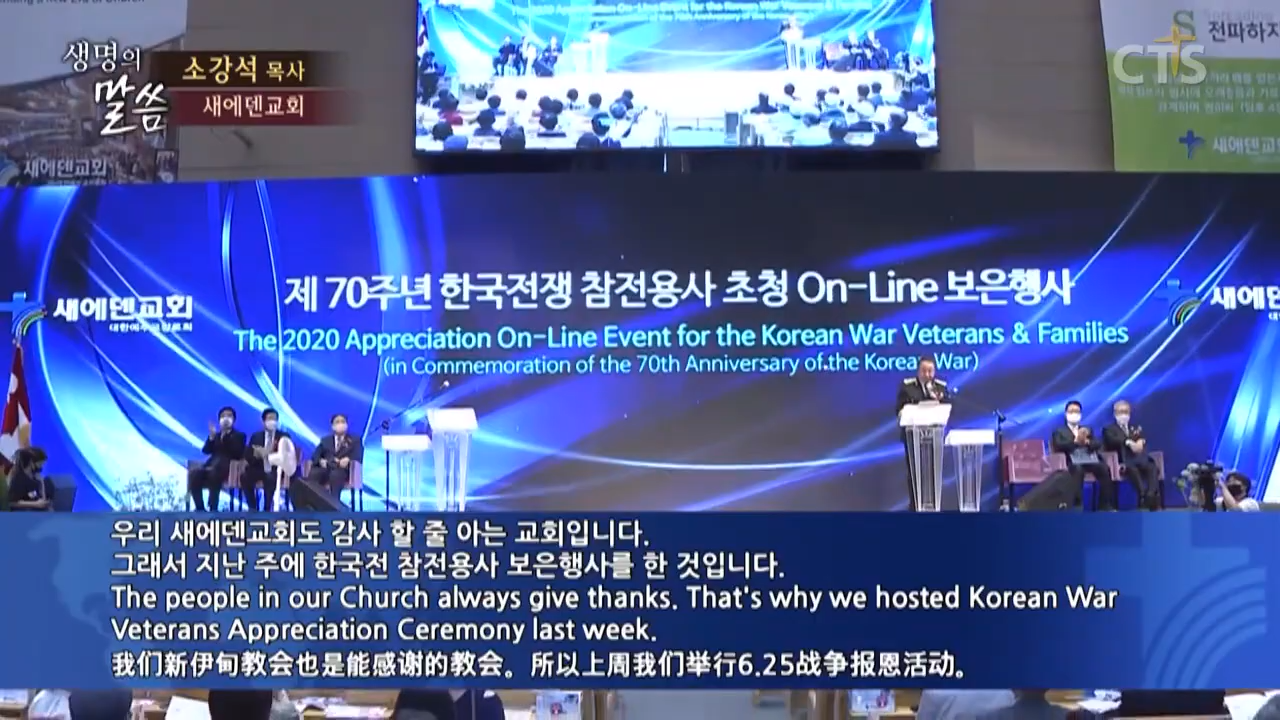 생명의 말씀
소강석 목사
새에덴교회
CTS
전파하자
새에덴교회
새에덴교회
제 70주년 한국전쟁 참전용사 초청 On-Line 보은행사
The 2020 Appreciation On-Line Event for the Korean War Veterans & Families
(in Commemoration of the 70th Anniversary of the Korean War)
새에덴교회
우리 새에덴교회도 감사 할 줄 아는 교회입니다.
그래서 지난 주에 한국전 참전용사 보은행사를 한 것입니다.
The people in our Church always give thanks. That's why we hosted Korean War
Veterans Appreciation Ceremony last week.
我们新伊甸教会也是能感谢的教会。所以上周我们举行6.25战争报恩活动。